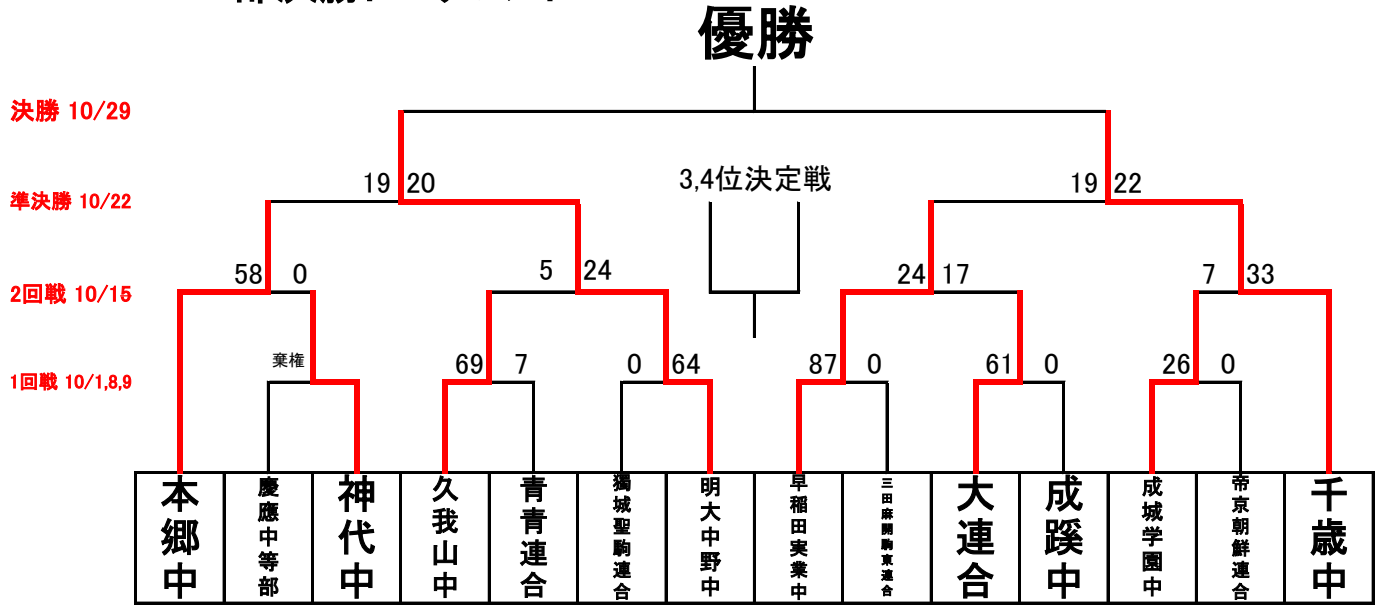 優勝
決勝 10/29
19 20
3,4位決定戦
19 22
準決勝 10/22
58 0
5 24
24 17
7 33
2回戦 10/15
棄権
69 7
0 64
87 0
61 0
26 0
1回戦 10/1,8,9
本郷中
慶應中等部
神代中
久我山中
青青連合
獨城聖駒連合
明大中野中
早稲田実業中
三田麻開駒東連合
大連合
成蹊中
成城学園中
帝京朝鮮連合
千歳中